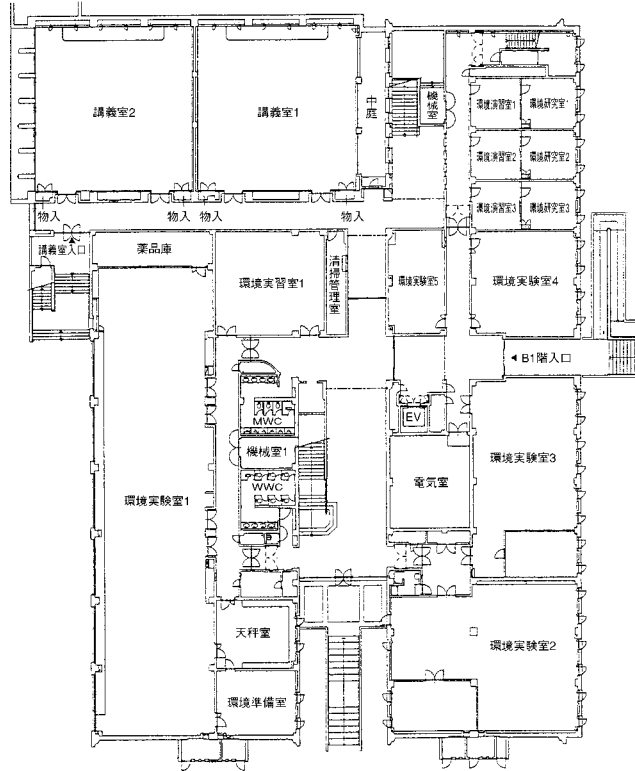 講義室2
講義室1
中庭
機械室
環境演習室1
環境研究室1
環境演習室2
環境研究室2
環境演習室3
環境研究室3
物入
物入
物入
物入
講義室入口
薬品庫
環境実習室1
清掃管理室
環境実験室5
環境実験室4
◀ B1階入口
MWC
EV
機械室1
環境実験室3
WWC
電気室
環境実験室1
天秤室
環境実験室2
環境準備室